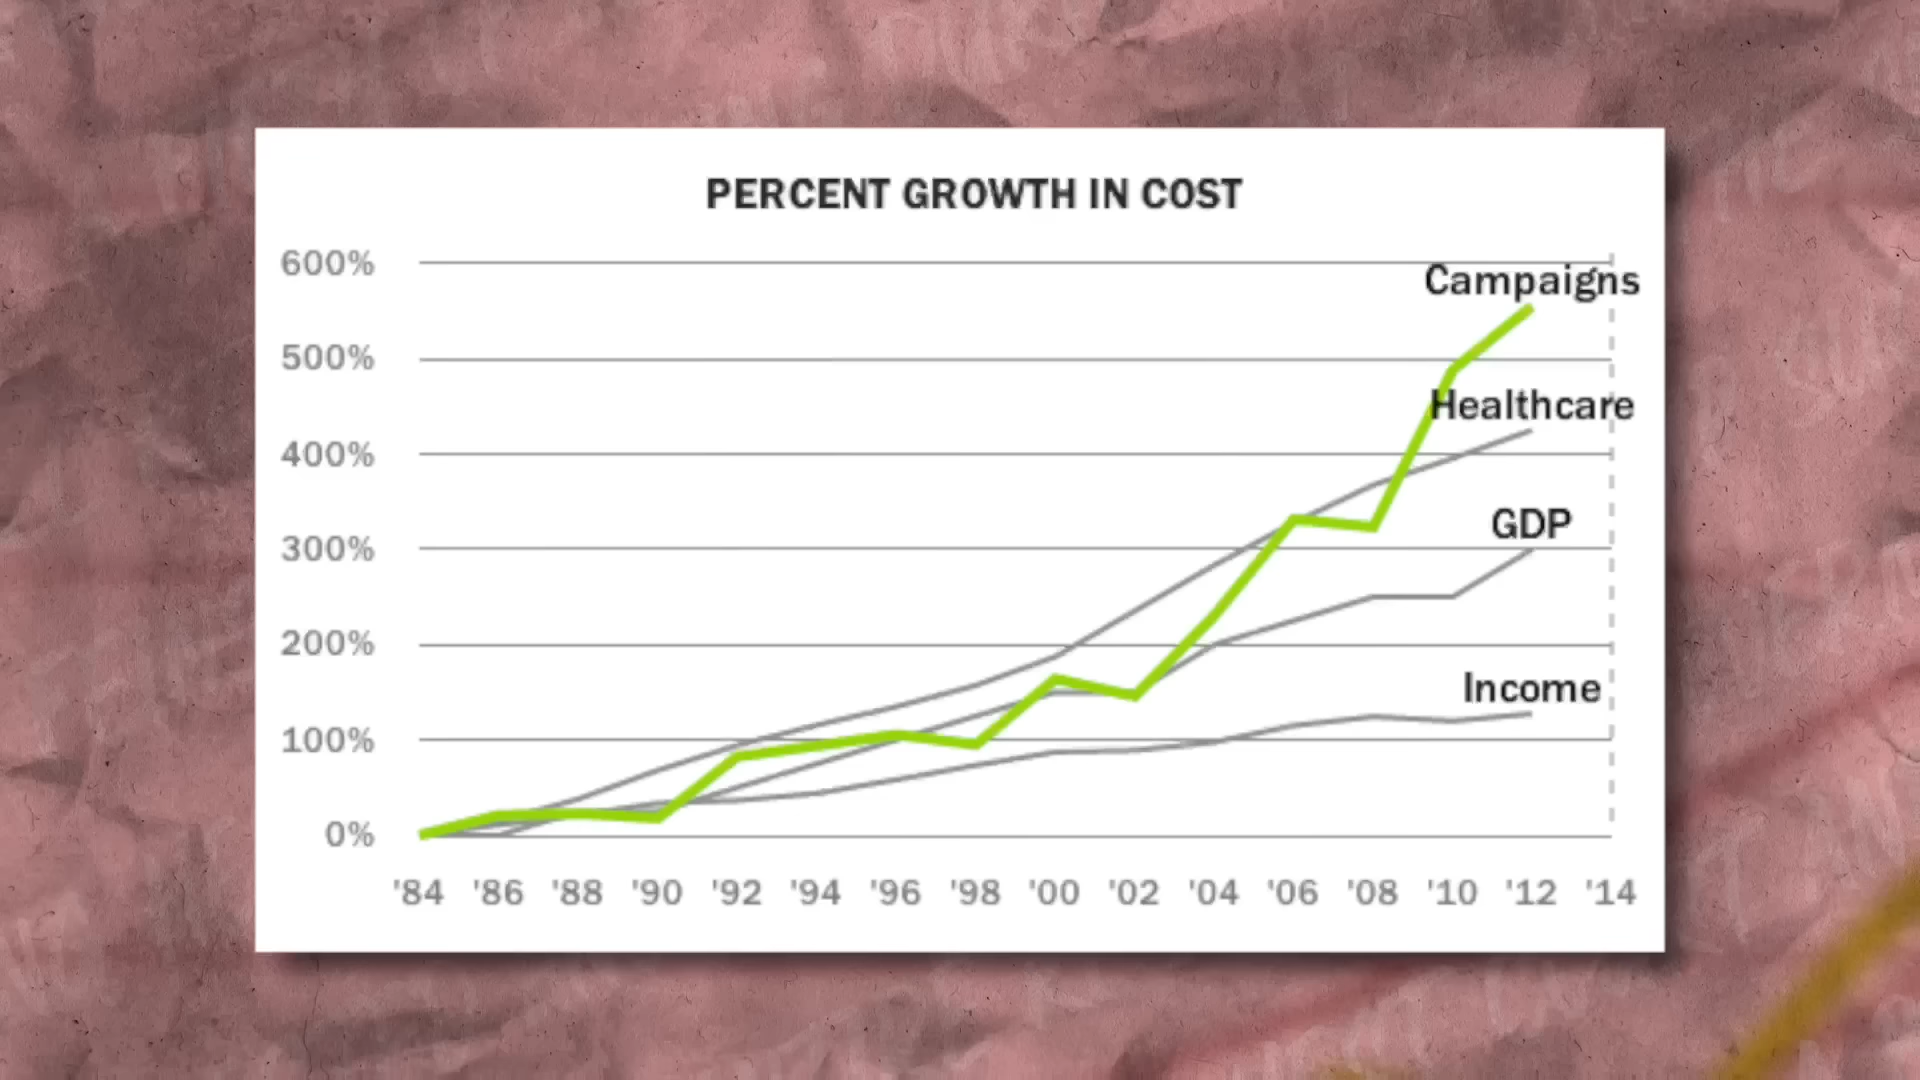 PERCENT GROWTH IN COST
600%
Campaigns
500%
Healthcare
400%
GDP
300%
200%
Income
100%
0%
'84 '86 '88 '90 '92 '94 '96 '98 '00 '02 '04 '06 '08 '10 '12 '14